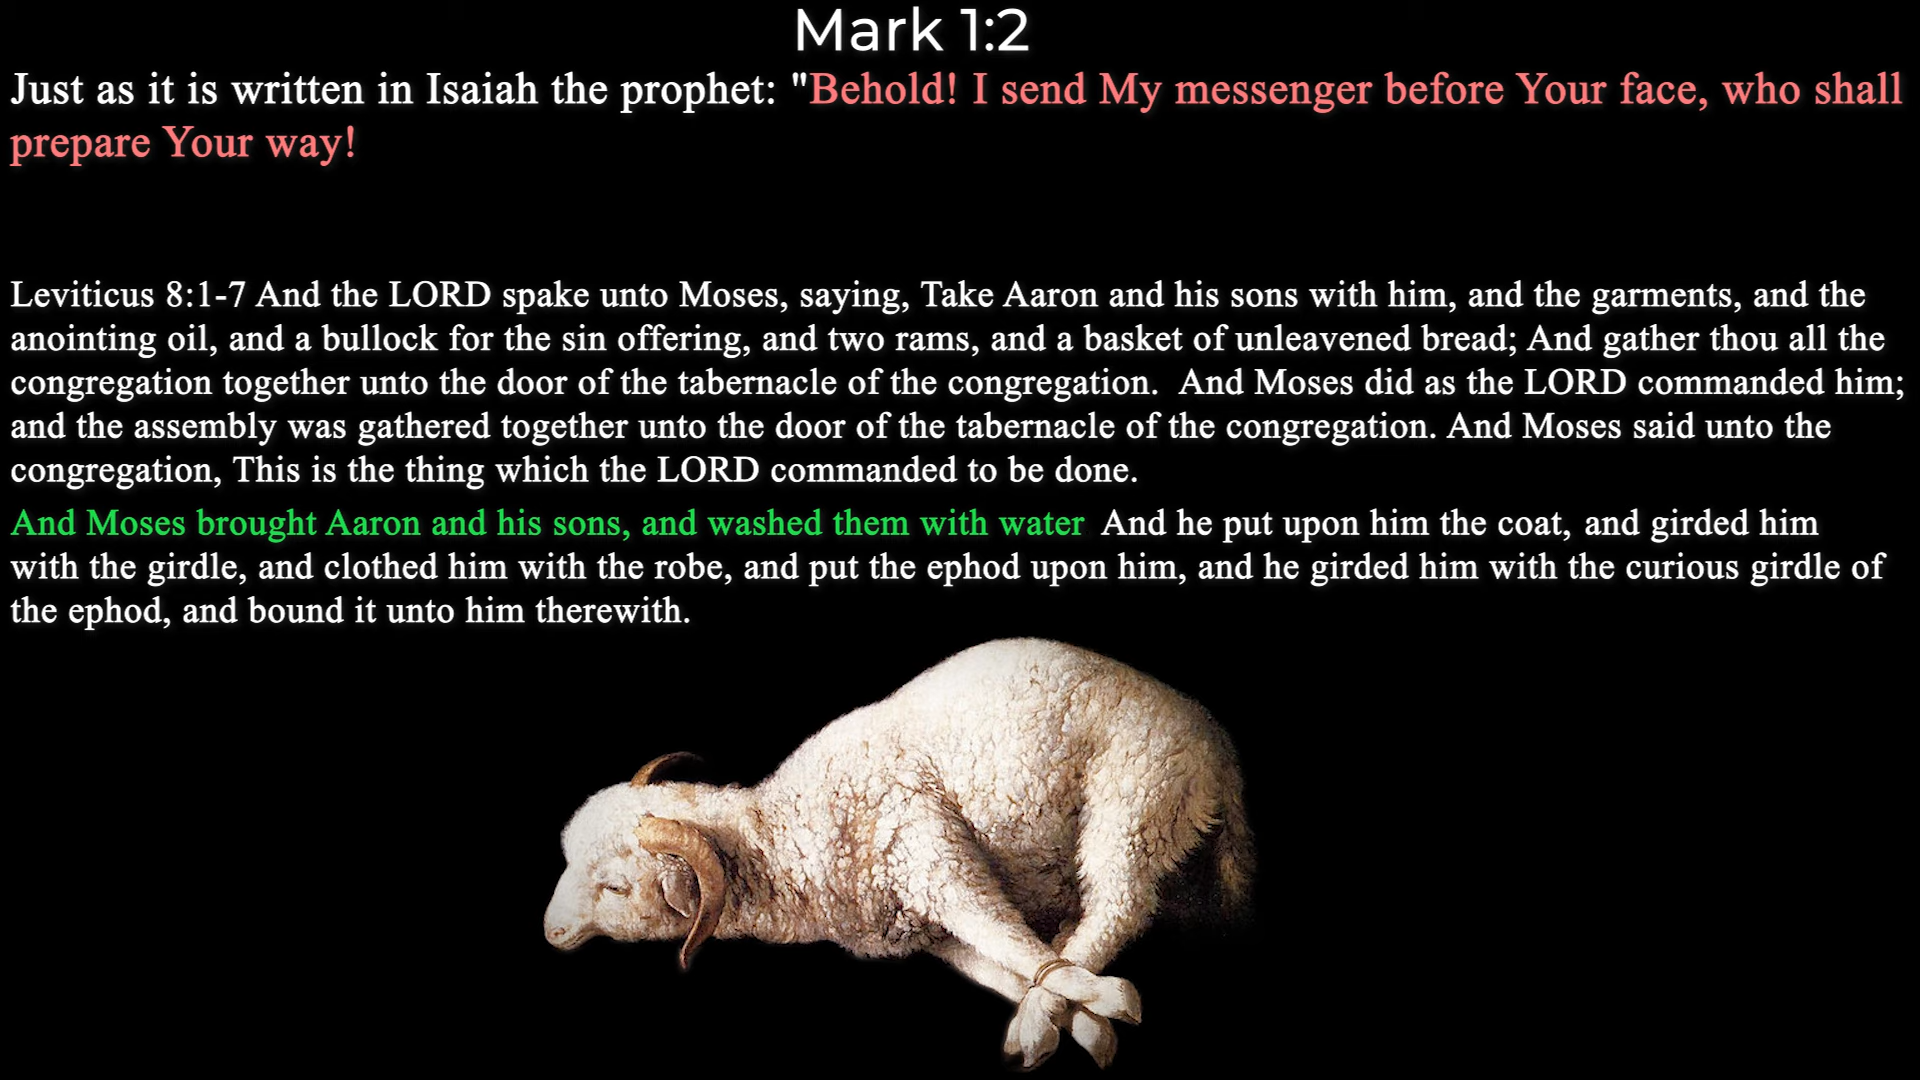 Mark 1:2
Just as it is written in Isaiah the prophet: "Behold! I send My messenger before Your face, who shall
prepare Your way!
Leviticus 8:1-7 And the LORD spake unto Moses, saying, Take Aaron and his sons with him, and the garments, and the
anointing oil, and a bullock for the sin offering, and two rams, and a basket of unleavened bread; And gather thou all the
congregation together unto the door of the tabernacle of the congregation.  And Moses did as the LORD commanded him;
and the assembly was gathered together unto the door of the tabernacle of the congregation. And Moses said unto the
congregation, This is the thing which the LORD commanded to be done.
And Moses brought Aaron and his sons, and washed them with water  And he put upon him the coat, and girded him
with the girdle, and clothed him with the robe, and put the ephod upon him, and he girded him with the curious girdle of
the ephod, and bound it unto him therewith.